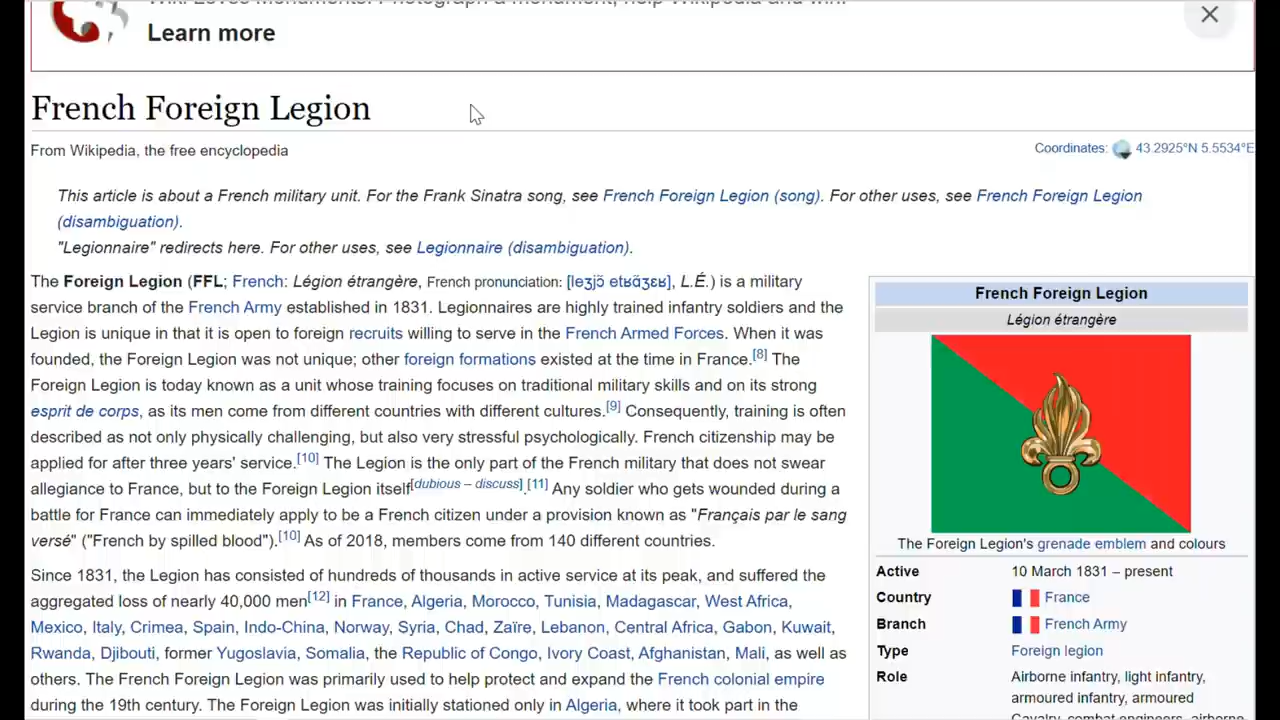 Learn more
French Foreign Legion
From Wikipedia, the free encyclopedia
Coordinates: 43.2925°N 5.5534°E
This article is about a French military unit. For the Frank Sinatra song, see French Foreign Legion (song). For other uses, see French Foreign Legion
(disambiguation).
"Legionnaire" redirects here. For other uses, see Legionnaire (disambiguation).
The Foreign Legion (FFL; French: Légion étrangère, French pronunciation: [leʒjɔ̃ etʁɑ̃ʒɛʁ], L.É.) is a military
service branch of the French Army established in 1831. Legionnaires are highly trained infantry soldiers and the
Legion is unique in that it is open to foreign recruits willing to serve in the French Armed Forces. When it was
founded, the Foreign Legion was not unique; other foreign formations existed at the time in France.[8] The
Foreign Legion is today known as a unit whose training focuses on traditional military skills and on its strong
esprit de corps, as its men come from different countries with different cultures.[9] Consequently, training is often
described as not only physically challenging, but also very stressful psychologically. French citizenship may be
applied for after three years' service.[10] The Legion is the only part of the French military that does not swear
allegiance to France, but to the Foreign Legion itself[dubious – discuss].[11] Any soldier who gets wounded during a
battle for France can immediately apply to be a French citizen under a provision known as "Français par le sang
versé" ("French by spilled blood").[10] As of 2018, members come from 140 different countries.
Since 1831, the Legion has consisted of hundreds of thousands in active service at its peak, and suffered the
aggregated loss of nearly 40,000 men[12] in France, Algeria, Morocco, Tunisia, Madagascar, West Africa,
Mexico, Italy, Crimea, Spain, Indo-China, Norway, Syria, Chad, Zaïre, Lebanon, Central Africa, Gabon, Kuwait,
Rwanda, Djibouti, former Yugoslavia, Somalia, the Republic of Congo, Ivory Coast, Afghanistan, Mali, as well as
others. The French Foreign Legion was primarily used to help protect and expand the French colonial empire
during the 19th century. The Foreign Legion was initially stationed only in Algeria, where it took part in the
French Foreign Legion
Légion étrangère
The Foreign Legion's grenade emblem and colours
Active 10 March 1831 – present
Country France
Branch French Army
Type Foreign legion
Role Airborne infantry, light infantry,
armoured infantry, armoured
Cavalry, combat engineers, airborne